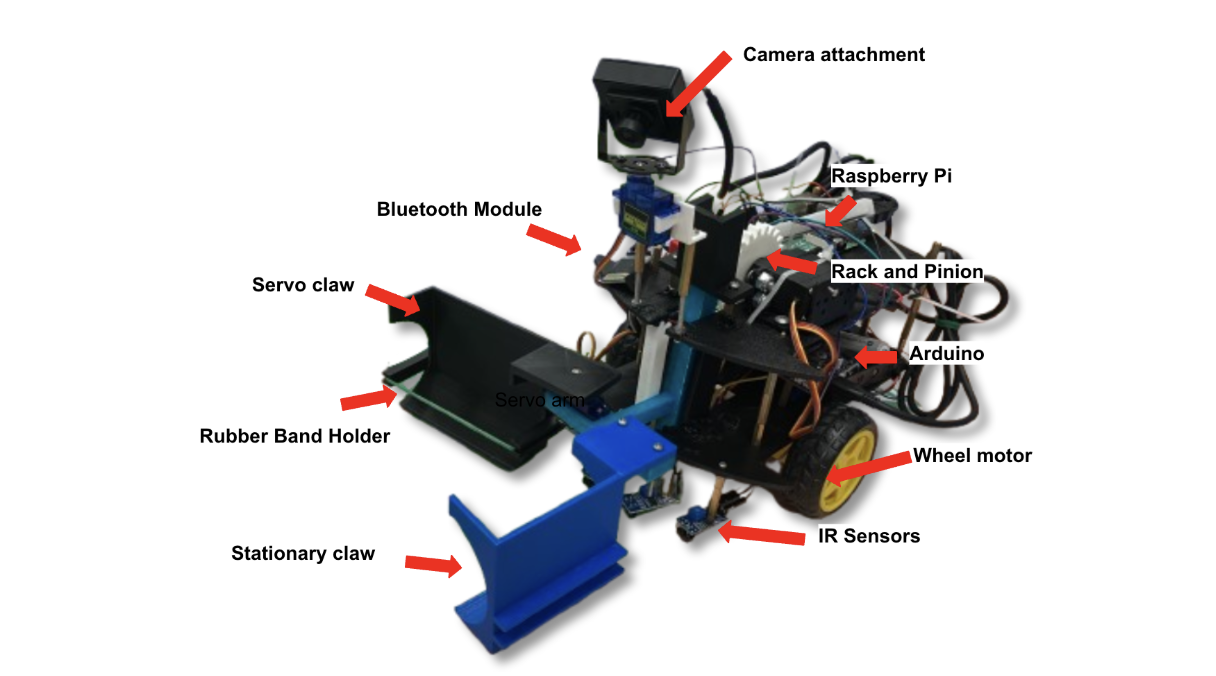 Camera attachment
Raspberry Pi
Bluetooth Module
Rack and Pinion
Servo claw
Arduino
Servo arm
Rubber Band Holder
Wheel motor
IR Sensors
Stationary claw